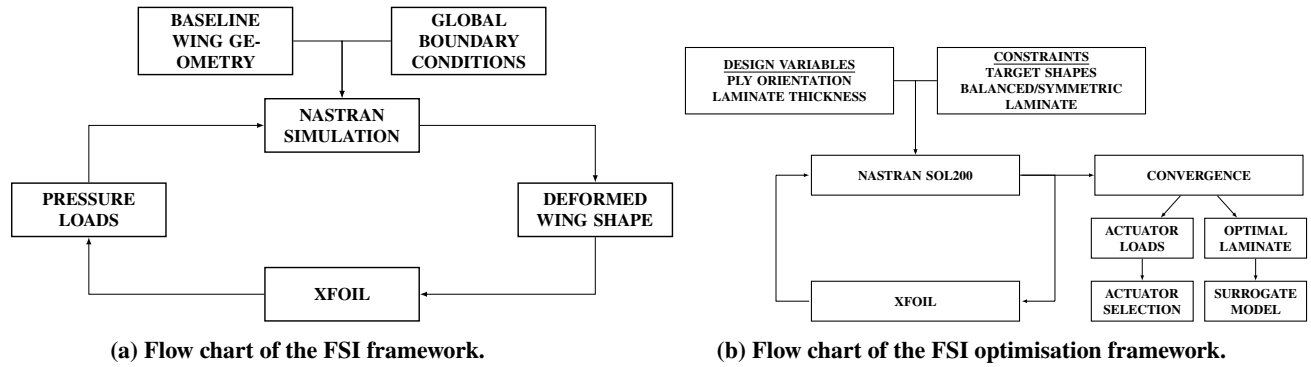 BASELINE
WING GE-
OMETRY
GLOBAL
BOUNDARY
CONDITIONS
NASTRAN
SIMULATION
PRESSURE
LOADS
DEFORMED
WING SHAPE
XFOIL
(a) Flow chart of the FSI framework.
DESIGN VARIABLES
PLY ORIENTATION
LAMINATE THICKNESS
CONSTRAINTS
TARGET SHAPES
BALANCED/SYMMETRIC
LAMINATE
NASTRAN SOL200
CONVERGENCE
ACTUATOR
LOADS
OPTIMAL
LAMINATE
XFOIL
ACTUATOR
SELECTION
SURROGATE
MODEL
(b) Flow chart of the FSI optimisation framework.